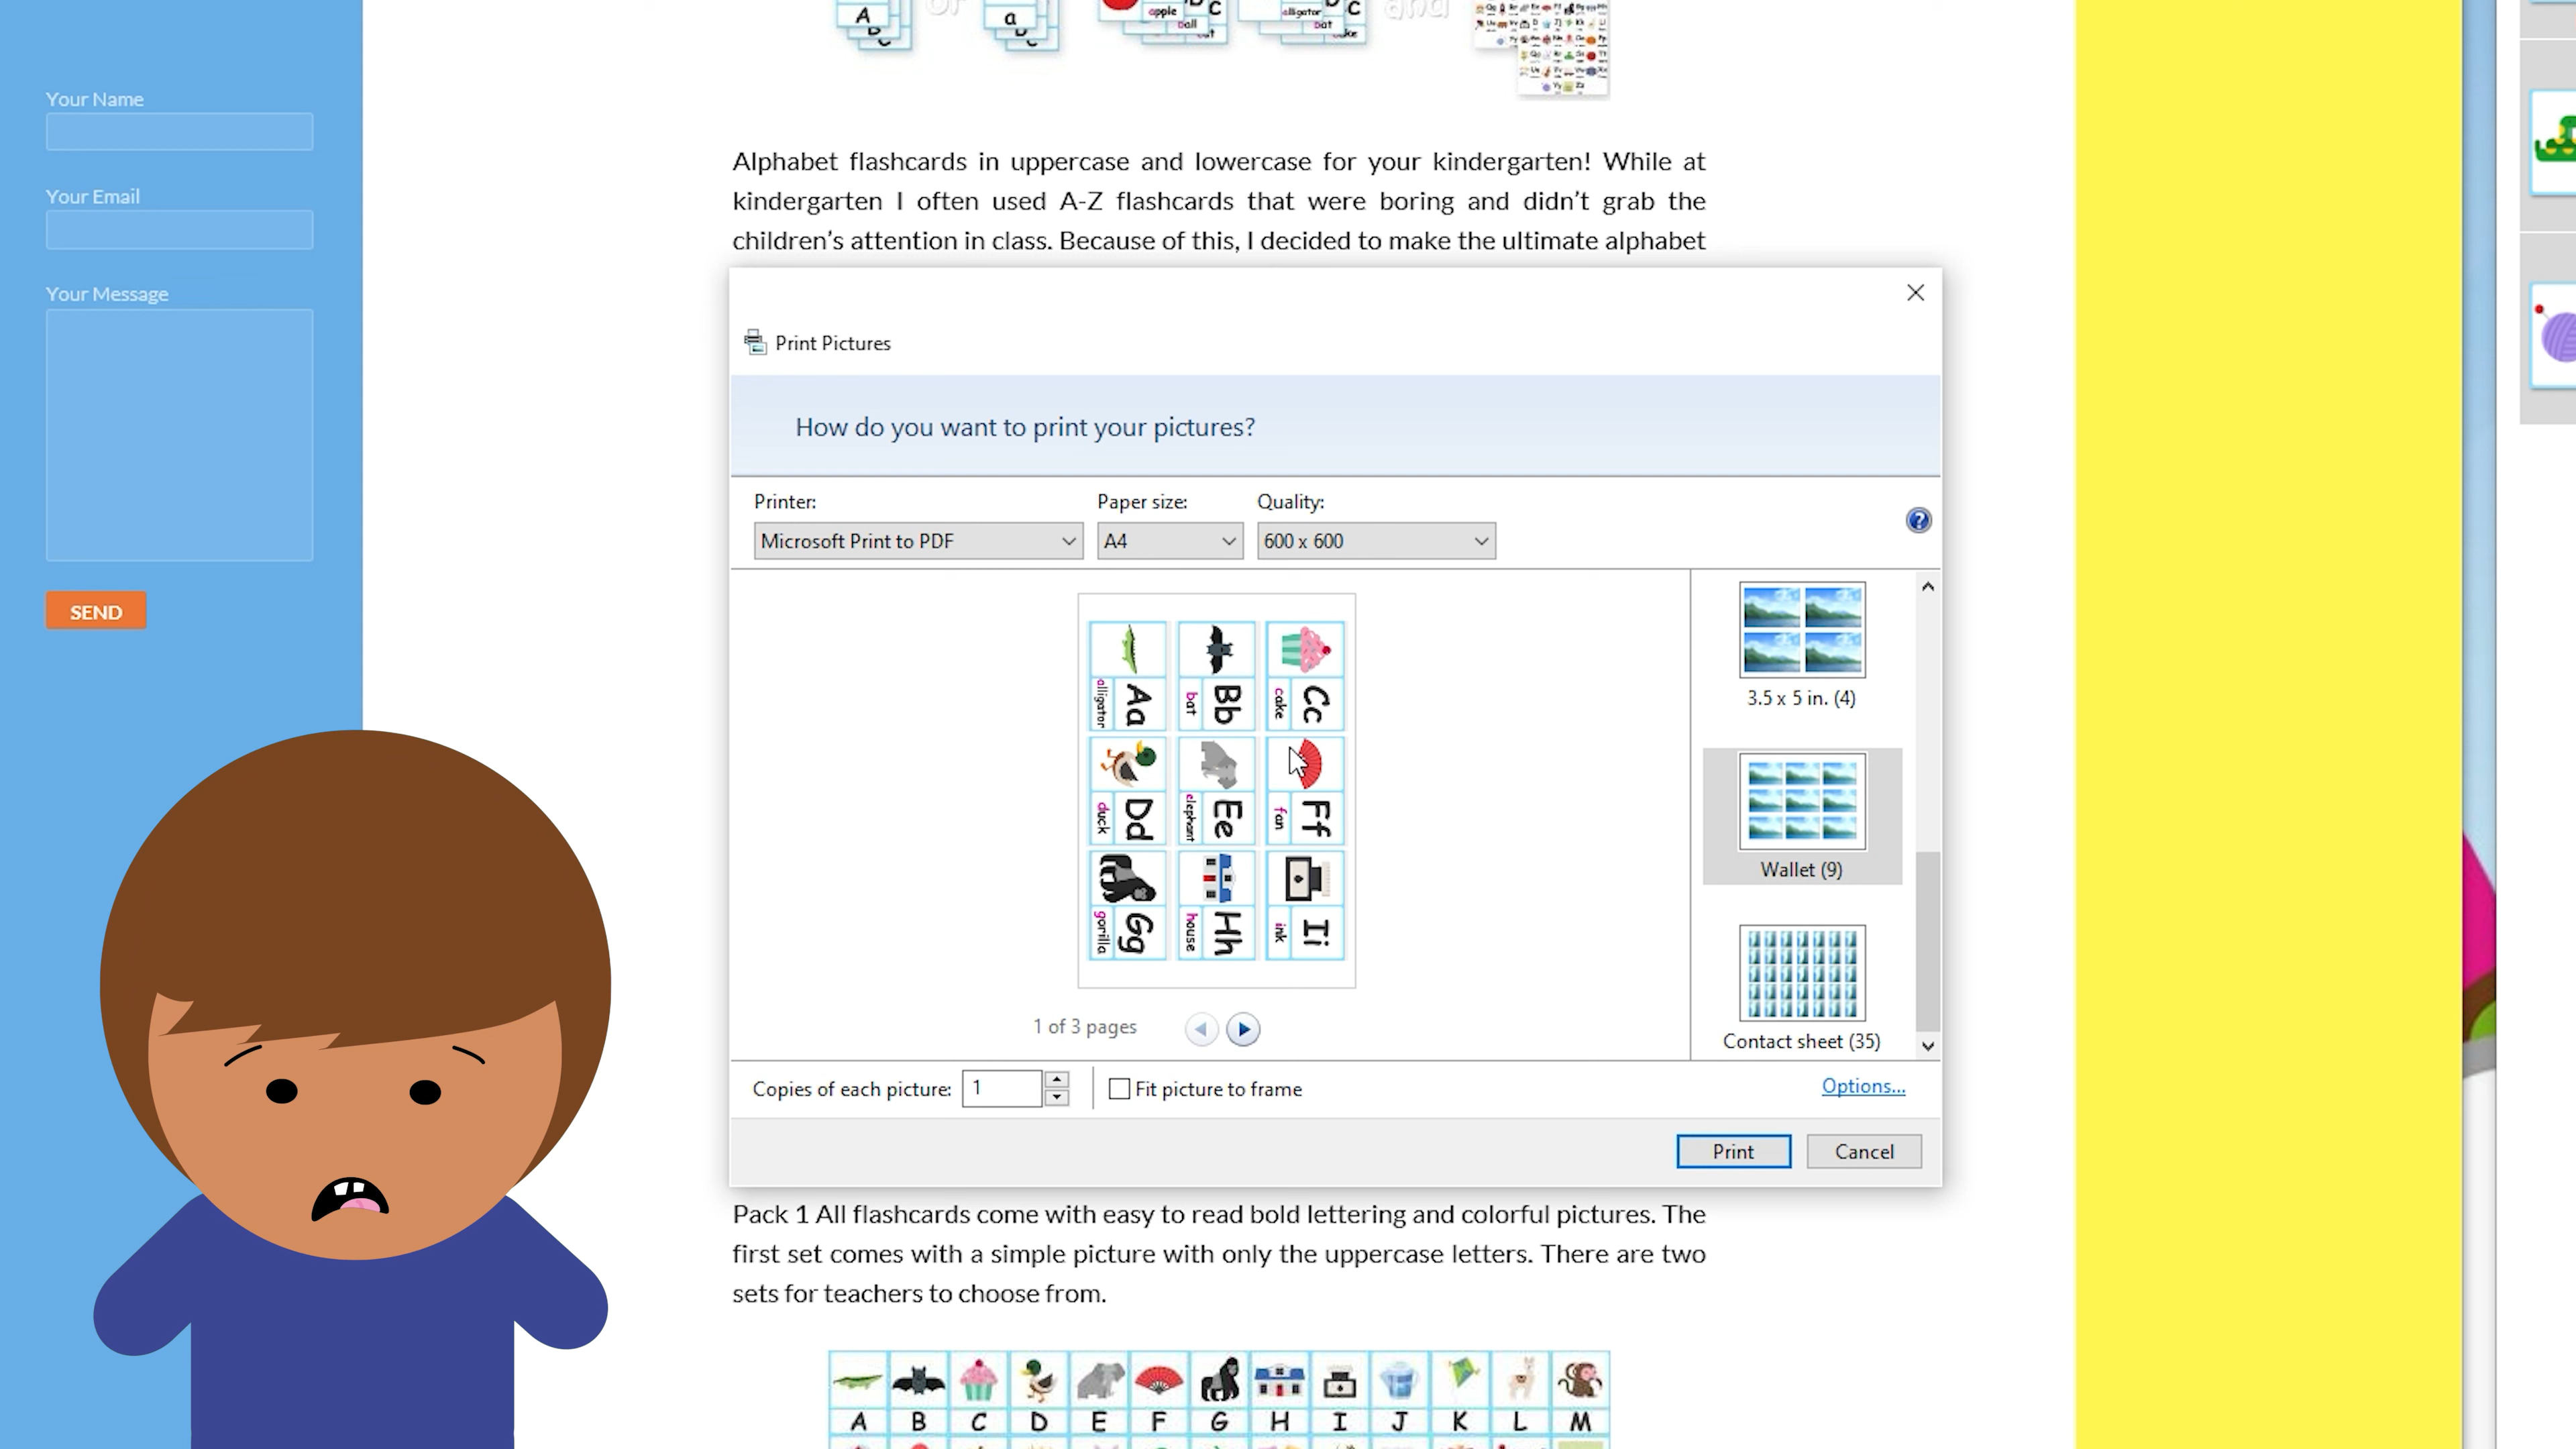 A
or
a
apple
ball
C
alligator
bat
C
and
Your Name
Your Email
Your Message
SEND
Alphabet flashcards in uppercase and lowercase for your kindergarten! While at
kindergarten I often used A-Z flashcards that were boring and didn't grab the
children's attention in class. Because of this, I decided to make the ultimate alphabet
Print Pictures
How do you want to print your pictures?
Printer:
Paper size:
Quality:
Microsoft Print to PDF
A4
600 x 600
Aa
alligator
Bb
bat
Cc
cake
Dd
duck
Ee
elephant
Ff
fan
Gg
gorilla
Hh
house
Ii
ink
3.5 x 5 in. (4)
Wallet (9)
Contact sheet (35)
1 of 3 pages
Copies of each picture:
1
Fit picture to frame
Options...
Print
Cancel
Pack 1 All flashcards come with easy to read bold lettering and colorful pictures. The
first set comes with a simple picture with only the uppercase letters. There are two
sets for teachers to choose from.
A B C D E F G H I J K L M